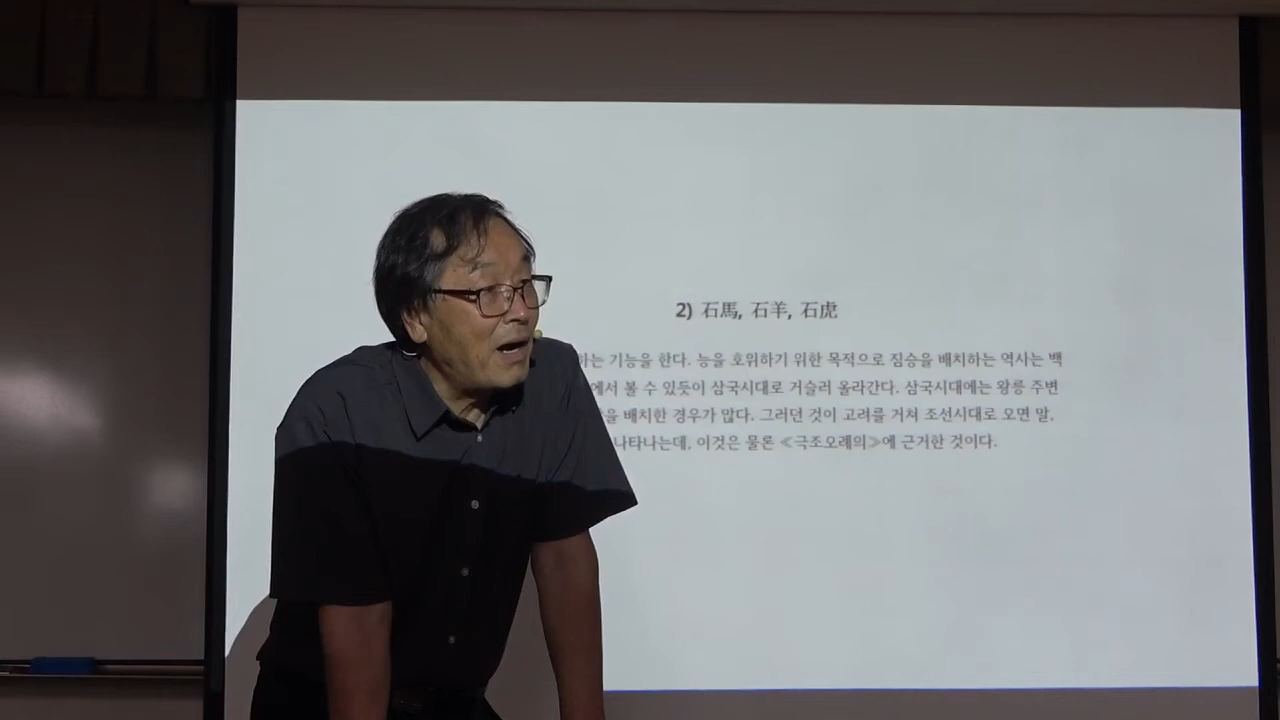 2) 石馬, 石羊, 石虎
하는 기능을 한다. 능을 호위하기 위한 목적으로 짐승을 배치하는 역사는 백
에서 볼 수 있듯이 삼국시대로 거슬러 올라간다. 삼국시대에는 왕릉 주변
을 배치한 경우가 많다. 그러던 것이 고려를 거쳐 조선시대로 오면 말,
나타나는데, 이것은 물론 ≪국조오례의≫에 근거한 것이다.